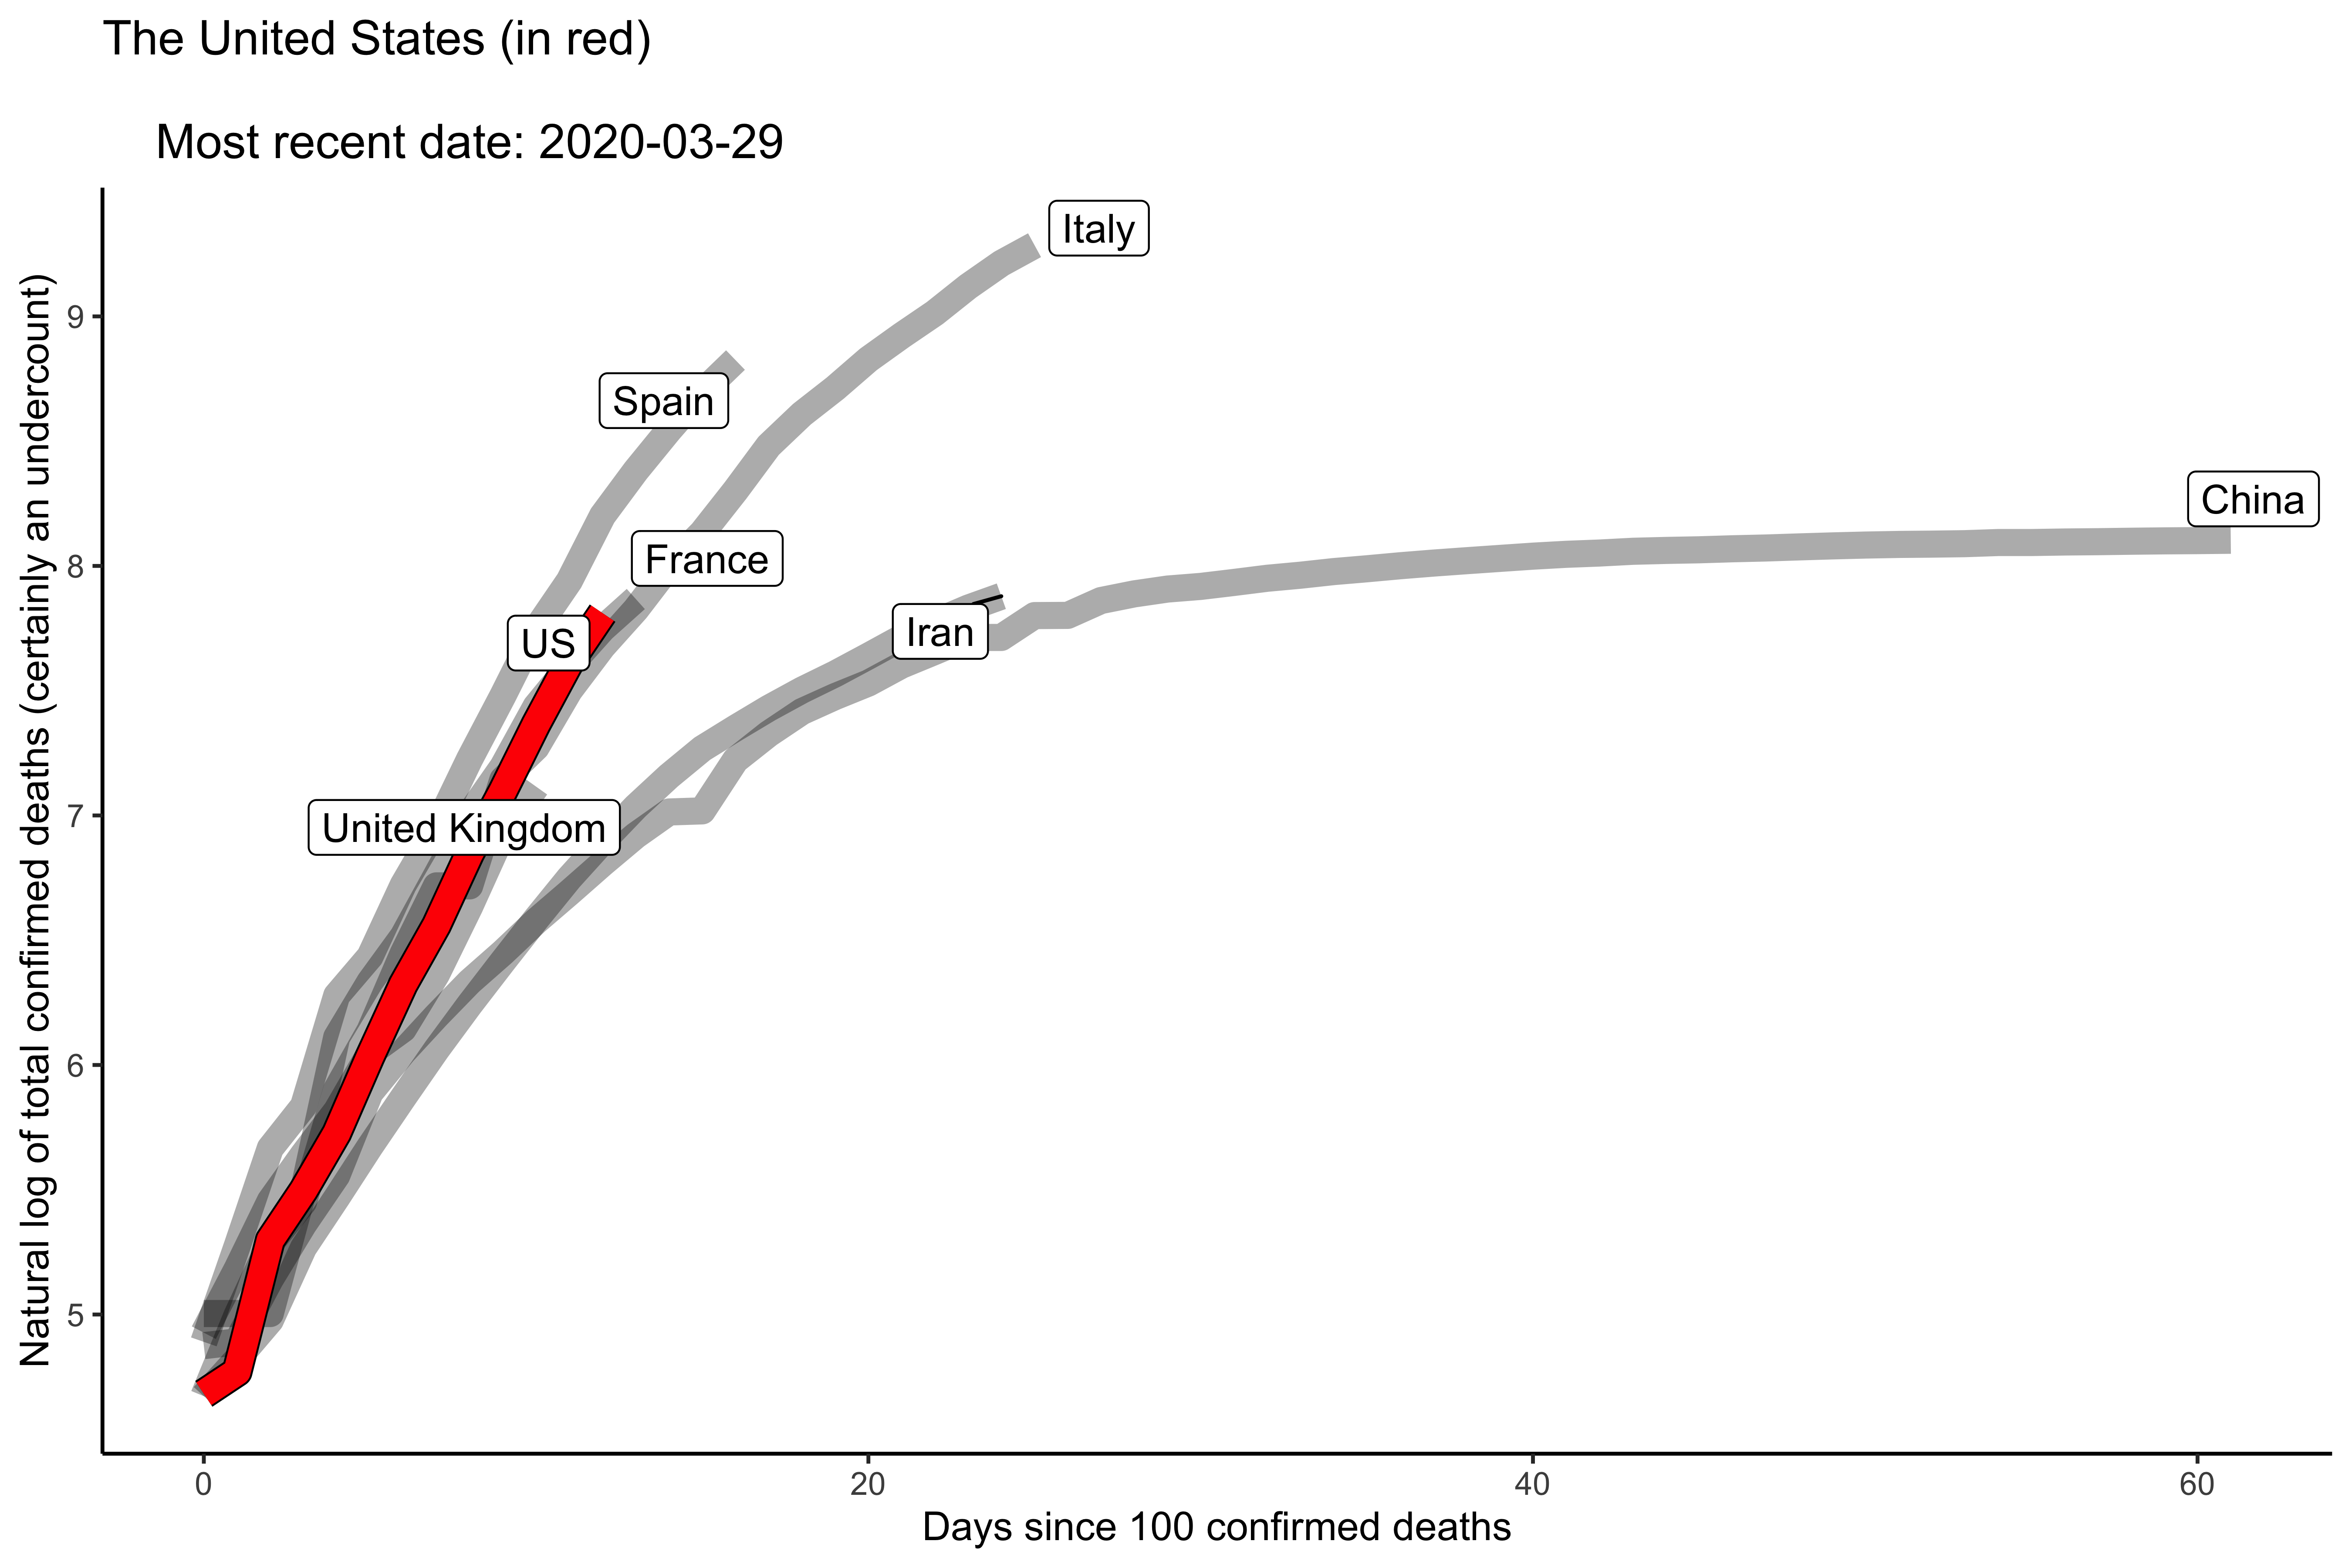 The United States (in red)
Most recent date: 2020-03-29
Natural log of total confirmed deaths (certainly an undercount)
9
8
7
6
5
Italy
Spain
China
France
Iran
US
United Kingdom
0
20
40
60
Days since 100 confirmed deaths